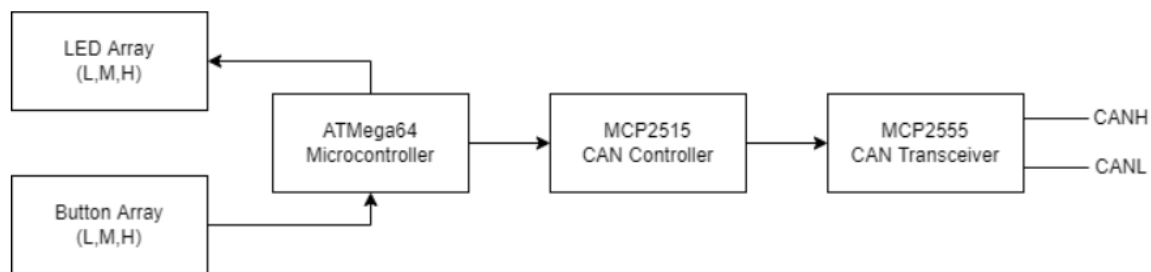 LED Array
(L,M,H)
ATMega64
Microcontroller
MCP2515
CAN Controller
MCP2555
CAN Transceiver
CANH
CANL
Button Array
(L,M,H)